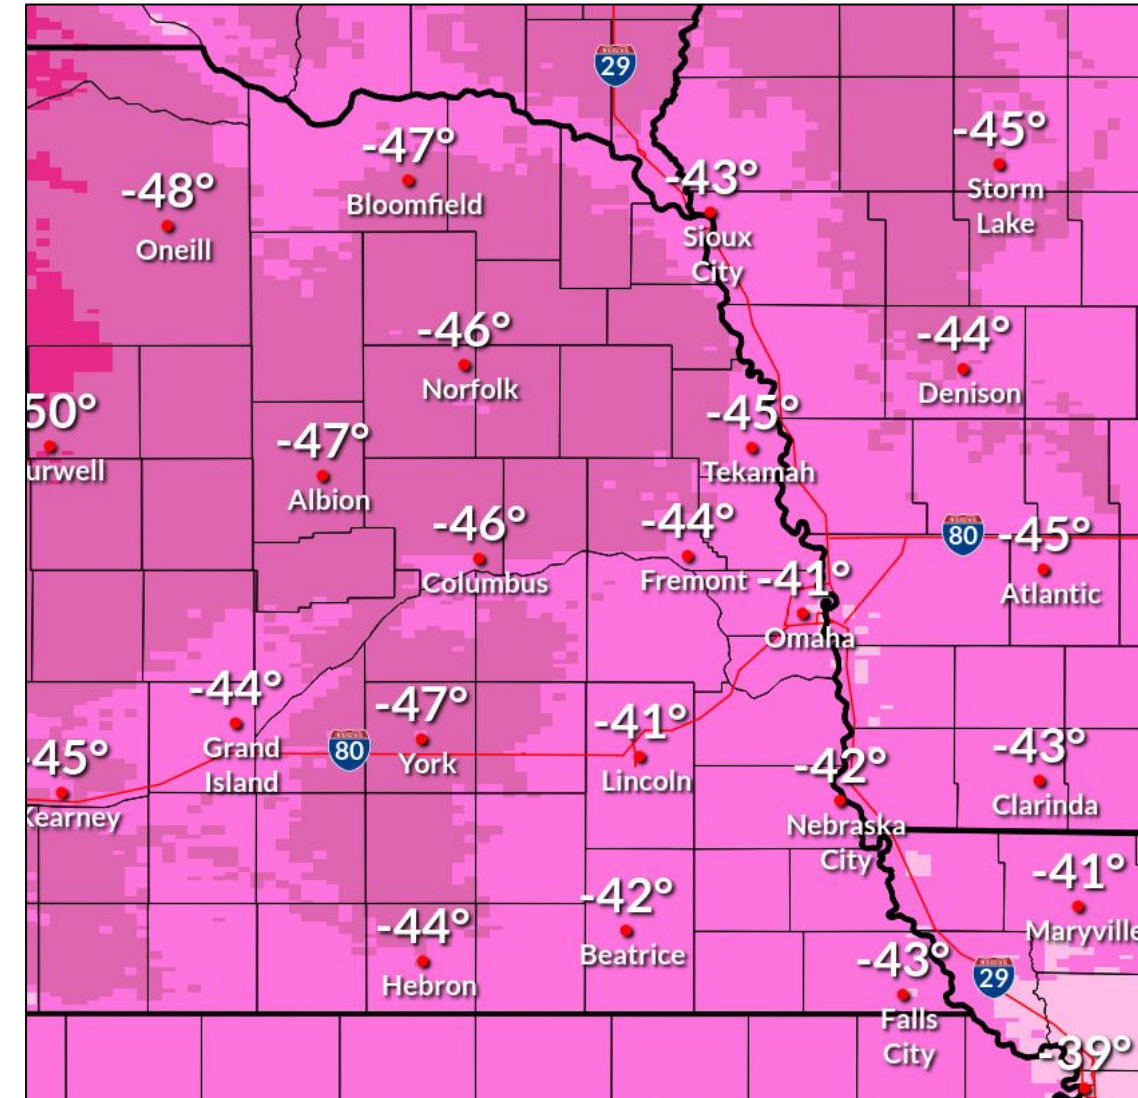 29
-47°
Bloomfield
-45°
Storm
Lake
-48°
Oneill
-43°
Sioux
City
-46°
Norfolk
-44°
Denison
50°
urwell
-47°
Albion
-45°
Tekamah
-46°
Columbus
-44°
Fremont
80
-45°
Atlantic
-41°
Omaha
-44°
Grand
Island
80
-47°
York
-41°
Lincoln
-45°
Kearney
-42°
Nebraska
City
-43°
Clarinda
-41°
Maryville
-42°
Beatrice
-44°
Hebron
-43°
Falls
City
29
-39°